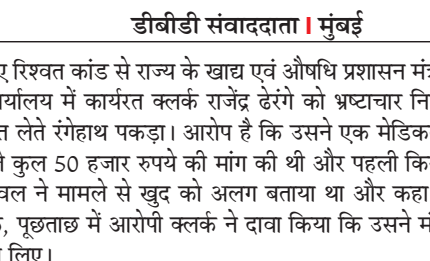 डीबीडी संवाददाता I मुंबई
ए रिश्वत कांड से राज्य के खाद्य एवं औषधि प्रशासन मंत्र
र्यालय में कार्यरत क्लर्क राजेंद्र ढेरंगे को भ्रष्टाचार नि
त लेते रंगेहाथ पकड़ा। आरोप है कि उसने एक मेडिक
ने कुल 50 हजार रुपये की मांग की थी और पहली कि
वल ने मामले से खुद को अलग बताया था और कहा
, पूछताछ में आरोपी क्लर्क ने दावा किया कि उसने मं
लिए।